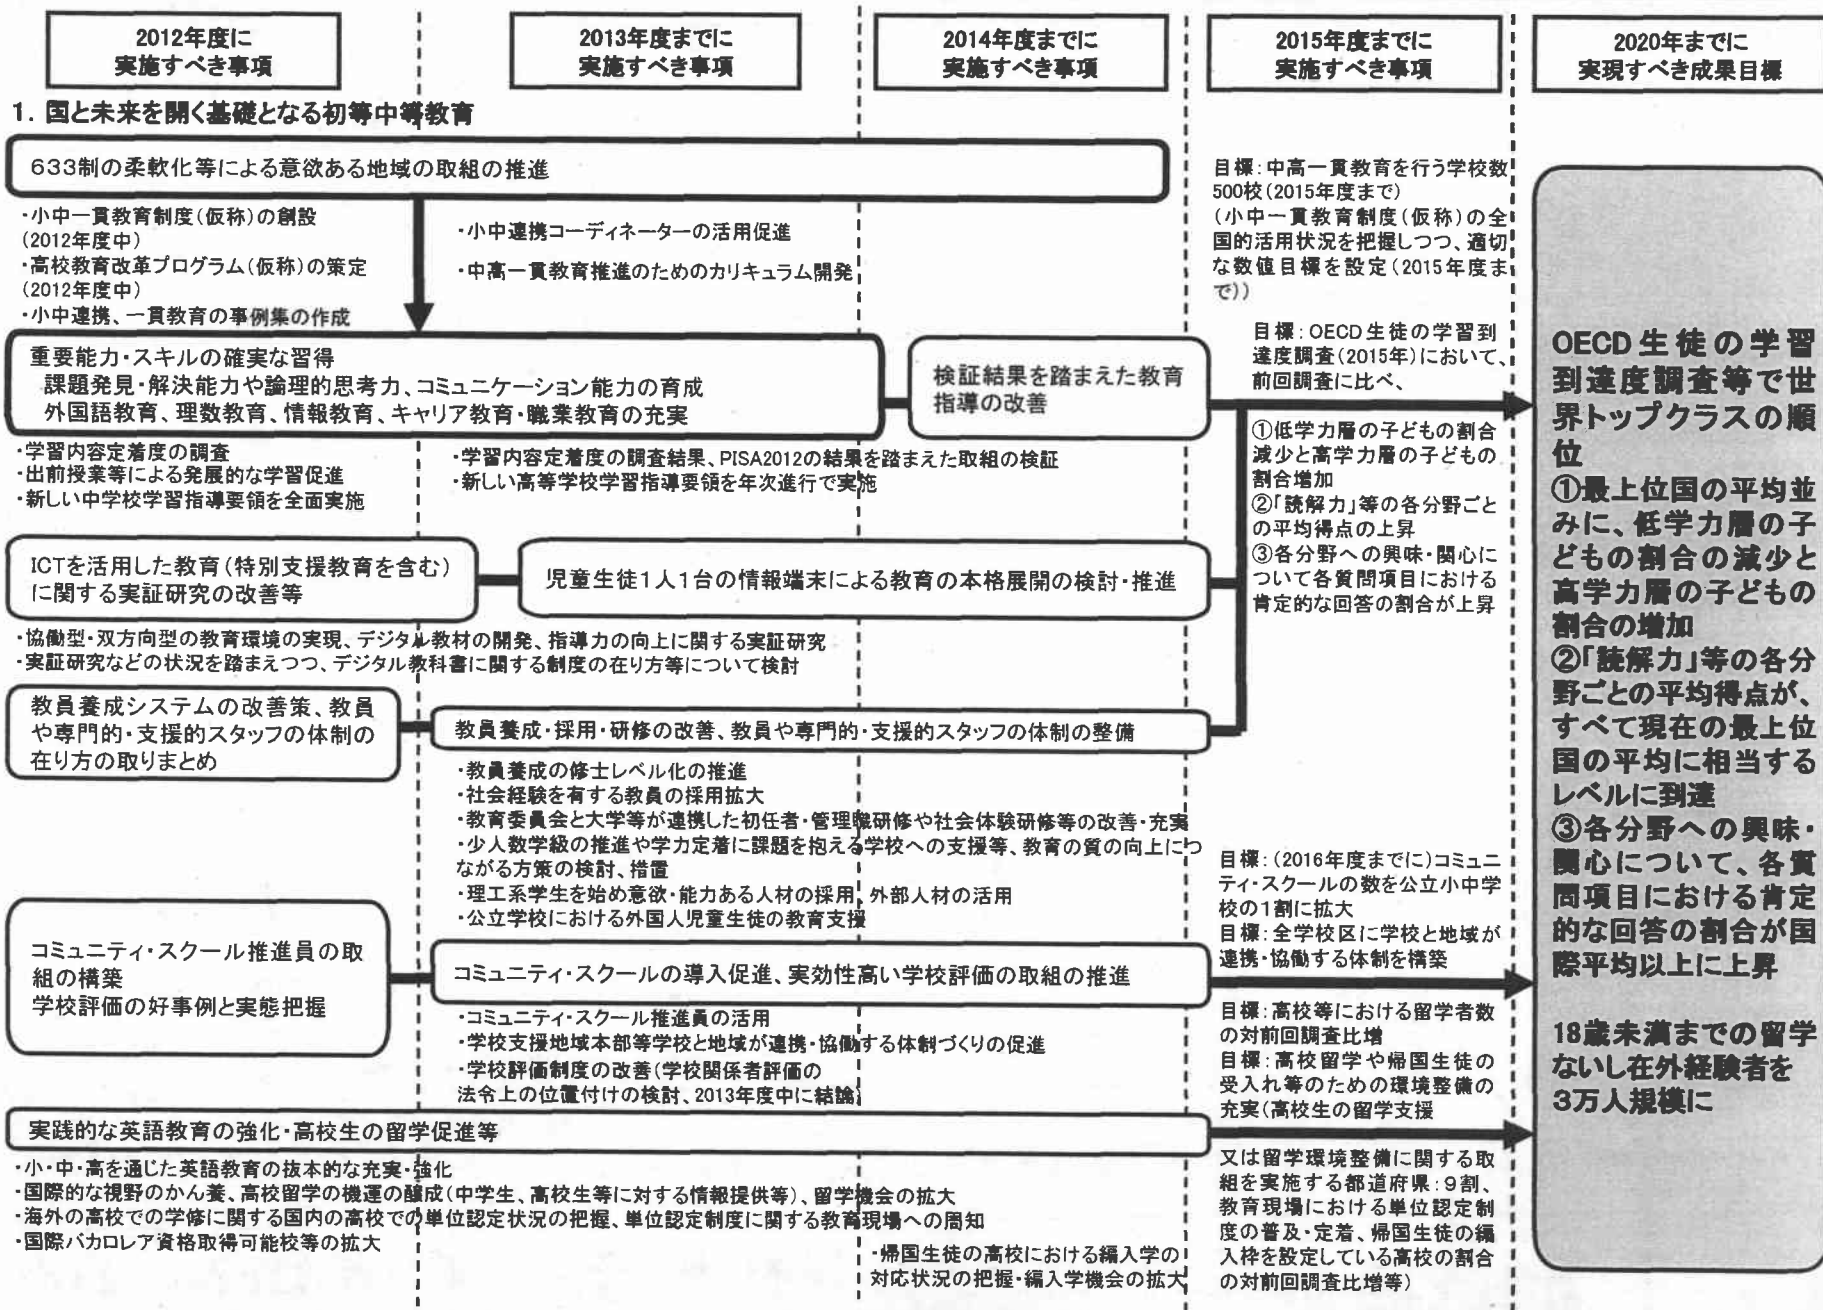 2012年度に
実施すべき事項
2013年度までに
実施すべき事項
2014年度までに
実施すべき事項
2015年度までに
実施すべき事項
2020年までに
実現すべき成果目標
1. 国と未来を開く基礎となる初等中等教育
633制の柔軟化等による意欲ある地域の取組の推進
・小中一貫教育制度(仮称)の創設
(2012年度中)
・高校教育改革プログラム(仮称)の策定
(2012年度中)
・小中連携、一貫教育の事例集の作成
・小中連携コーディネーターの活用促進
・中高一貫教育推進のためのカリキュラム開発
目標:中高一貫教育を行う学校数
500校(2015年度まで)
(小中一貫教育制度(仮称)の全
国的活用状況を把握しつつ、適切
な数値目標を設定(2015年度ま
で))
重要能力・スキルの確実な習得
課題発見・解決能力や論理的思考力、コミュニケーション能力の育成
外国語教育、理数教育、情報教育、キャリア教育・職業教育の充実
検証結果を踏まえた教育
指導の改善
・学習内容定着度の調査
・出前授業等による発展的な学習促進
・新しい中学校学習指導要領を全面実施
・学習内容定着度の調査結果、PISA2012の結果を踏まえた取組の検証
・新しい高等学校学習指導要領を年次進行で実施
目標:OECD生徒の学習到
達度調査(2015年)において、
前回調査に比べ、
①低学力層の子どもの割合
減少と高学力層の子どもの
割合増加
②「読解力」等の各分野ごと
の平均得点の上昇
③各分野への興味・関心に
ついて各質問項目における
肯定的な回答の割合が上昇
ICTを活用した教育(特別支援教育を含む)
に関する実証研究の改善等
児童生徒1人1台の情報端末による教育の本格展開の検討・推進
・協働型・双方向型の教育環境の実現、デジタル教材の開発、指導力の向上に関する実証研究
・実証研究などの状況を踏まえつつ、デジタル教科書に関する制度の在り方等について検討
教員養成システムの改善策、教員
や専門的・支援的スタッフの体制の
在り方の取りまとめ
教員養成・採用・研修の改善、教員や専門的・支援的スタッフの体制の整備
・教員養成の修士レベル化の推進
・社会経験を有する教員の採用拡大
・教育委員会と大学等が連携した初任者・管理職研修や社会体験研修等の改善・充実
・少人数学級の推進や学力定着に課題を抱える学校への支援等、教育の質の向上につ
ながる方策の検討、措置
・理工系学生を始め意欲・能力ある人材の採用、外部人材の活用
・公立学校における外国人児童生徒の教育支援
コミュニティ・スクール推進員の取
組の構築
学校評価の好事例と実態把握
コミュニティ・スクールの導入促進、実効性高い学校評価の取組の推進
・コミュニティ・スクール推進員の活用
・学校支援地域本部等学校と地域が連携・協働する体制づくりの促進
・学校評価制度の改善(学校関係者評価の
法令上の位置付けの検討、2013年度中に結論)
目標:(2016年度までに)コミュニ
ティ・スクールの数を公立小中学
校の1割に拡大
目標:全学校区に学校と地域が
連携・協働する体制を構築
目標:高校等における留学者数
の対前回調査比増
目標:高校留学や帰国生徒の
受入れ等のための環境整備の
充実(高校生の留学支援
又は留学環境整備に関する取
組を実施する都道府県:9割、
教育現場における単位認定制
度の普及・定着、帰国生徒の編
入枠を設定している高校の割合
の対前回調査比増等)
実践的な英語教育の強化・高校生の留学促進等
・小・中・高を通じた英語教育の抜本的な充実・強化
・国際的な視野のかん養、高校留学の機運の醸成(中学生、高校生等に対する情報提供等)、留学機会の拡大
・海外の高校での学修に関する国内の高校での単位認定状況の把握、単位認定制度に関する教育現場への周知
・国際バカロレア資格取得可能校等の拡大
・帰国生徒の高校における編入学の
対応状況の把握・編入学機会の拡大
OECD生徒の学習
到達度調査等で世
界トップクラスの順
位
①最上位国の平均並
みに、低学力層の子
どもの割合の減少と
高学力層の子どもの
割合の増加
②「読解力」等の各分
野ごとの平均得点が、
すべて現在の最上位
国の平均に相当する
レベルに到達
③各分野への興味・
関心について、各質
問項目における肯定
的な回答の割合が国
際平均以上に上昇
18歳未満までの留学
ないし在外経験者を
3万人規模に